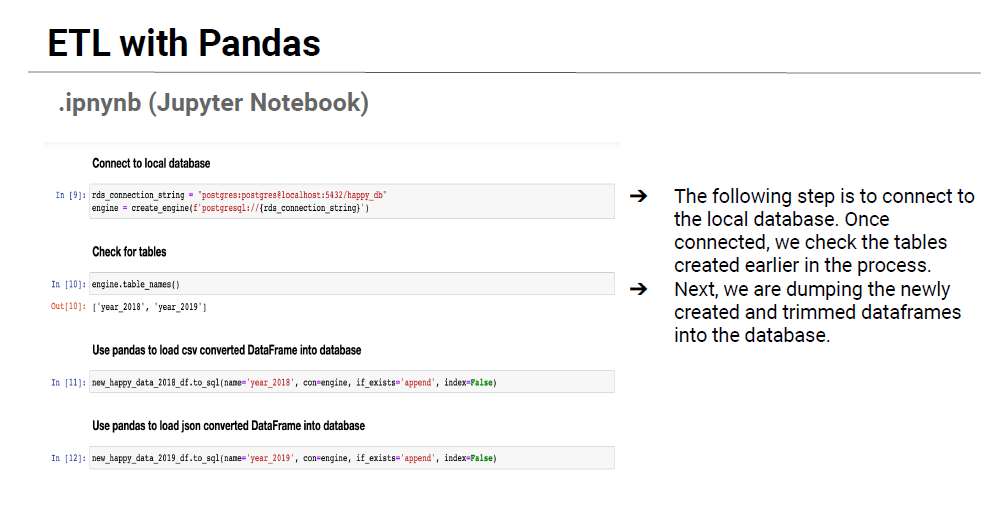 ETL with Pandas
.ipnynb (Jupyter Notebook)
Connect to local database
In [9]: rds_connection_string = "postgres:postgres@localhost:5432/happy_db"
engine = create_engine(f'postgresql://{rds_connection_string}')
Check for tables
In [10]: engine.table_names()
Out[10]: ['year_2018', 'year_2019']
Use pandas to load csv converted DataFrame into database
In [11]: new_happy_data_2018_df.to_sql(name='year_2018', con=engine, if_exists='append', index=False)
Use pandas to load json converted DataFrame into database
In [12]: new_happy_data_2019_df.to_sql(name='year_2019', con=engine, if_exists='append', index=False)
➔ The following step is to connect to
the local database. Once
connected, we check the tables
created earlier in the process.
➔ Next, we are dumping the newly
created and trimmed dataframes
into the database.